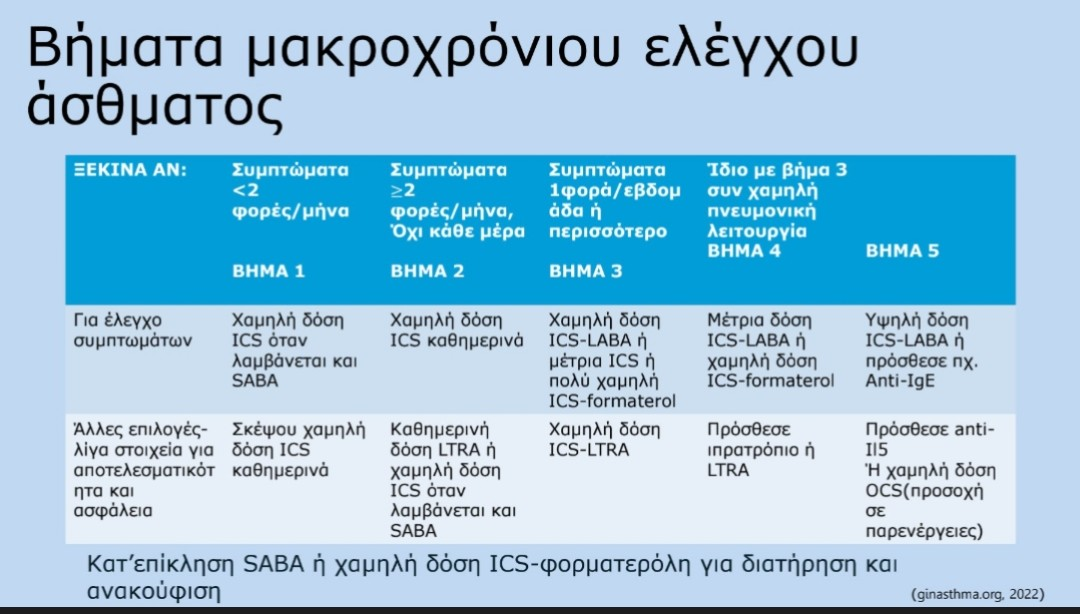 Βήματα μακροχρόνιου ελέγχου
άσθματος
ΞΕΚΙΝΑ ΑΝ:
Συμπτώματα
<2
φορές/μήνα
ΒΗΜΑ 1
Συμπτώματα
≥2
φορές/μήνα,
Όχι κάθε μέρα
ΒΗΜΑ 2
Συμπτώματα
1φορά/εβδομ
άδα ή
περισσότερο
ΒΗΜΑ 3
Ίδιο με βήμα 3
συν χαμηλή
πνευμονική
λειτουργία
ΒΗΜΑ 4
ΒΗΜΑ 5
Για έλεγχο
συμπτωμάτων
Χαμηλή δόση
ICS όταν
λαμβάνεται και
SABA
Χαμηλή δόση
ICS καθημερινά
Χαμηλή δόση
ICS-LABA ή
μέτρια ICS ή
πολύ χαμηλή
ICS-formaterol
Μέτρια δόση
ICS-LABA ή
χαμηλή δόση
ICS-formaterol
Υψηλή δόση
ICS-LABA ή
πρόσθεσε πχ.
Anti-IgE
Άλλες επιλογές-
λίγα στοιχεία για
αποτελεσματικότ
ητα και
ασφάλεια
Σκέψου χαμηλή
δόση ICS
καθημερινά
Καθημερινή
δόση LTRA ή
χαμηλή δόση
ICS όταν
λαμβάνεται και
SABA
Χαμηλή δόση
ICS-LTRA
Πρόσθεσε
ιπρατρόπιο ή
LTRA
Πρόσθεσε anti-
Il5
Ή χαμηλή δόση
OCS(προσοχή
σε
παρενέργειες)
Κατ’επίκληση SABA ή χαμηλή δόση ICS-φορματερόλη για διατήρηση και
ανακούφιση
(ginasthma.org, 2022)